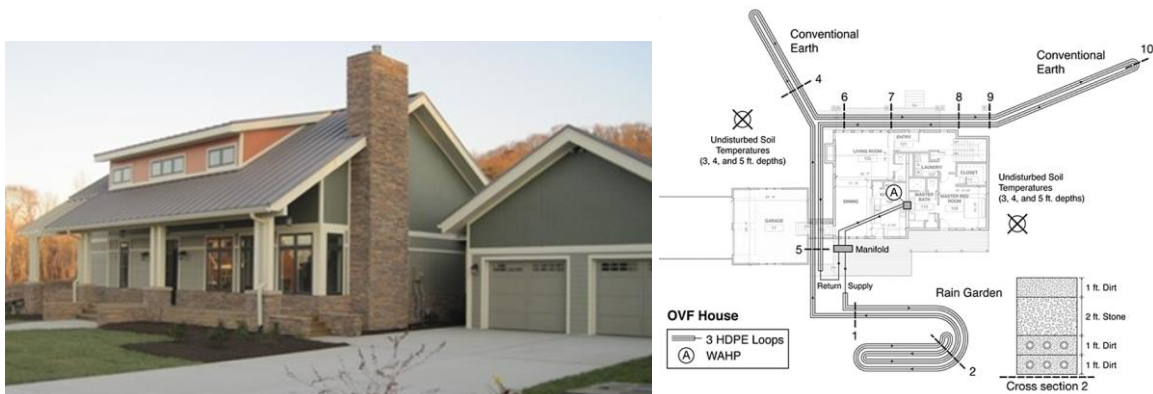 Conventional
Earth
10
Conventional
Earth
4
6
7
8
9
Undisturbed Soil
Temperatures
(3, 4, and 5 ft. depths)
ENTRY
LIVING ROOM
LAUNDRY
CLOSET
A
Undisturbed Soil
Temperatures
(3, 4, and 5 ft. depths)
DINING
MASTER
BATH
MASTER BED
ROOM
GARAGE
5
Manifold
Return
Supply
Rain Garden
1 ft. Dirt
2 ft. Stone
1 ft. Dirt
1 ft. Dirt
OVF House
3 HDPE Loops
A WAHP
1
2
Cross section 2